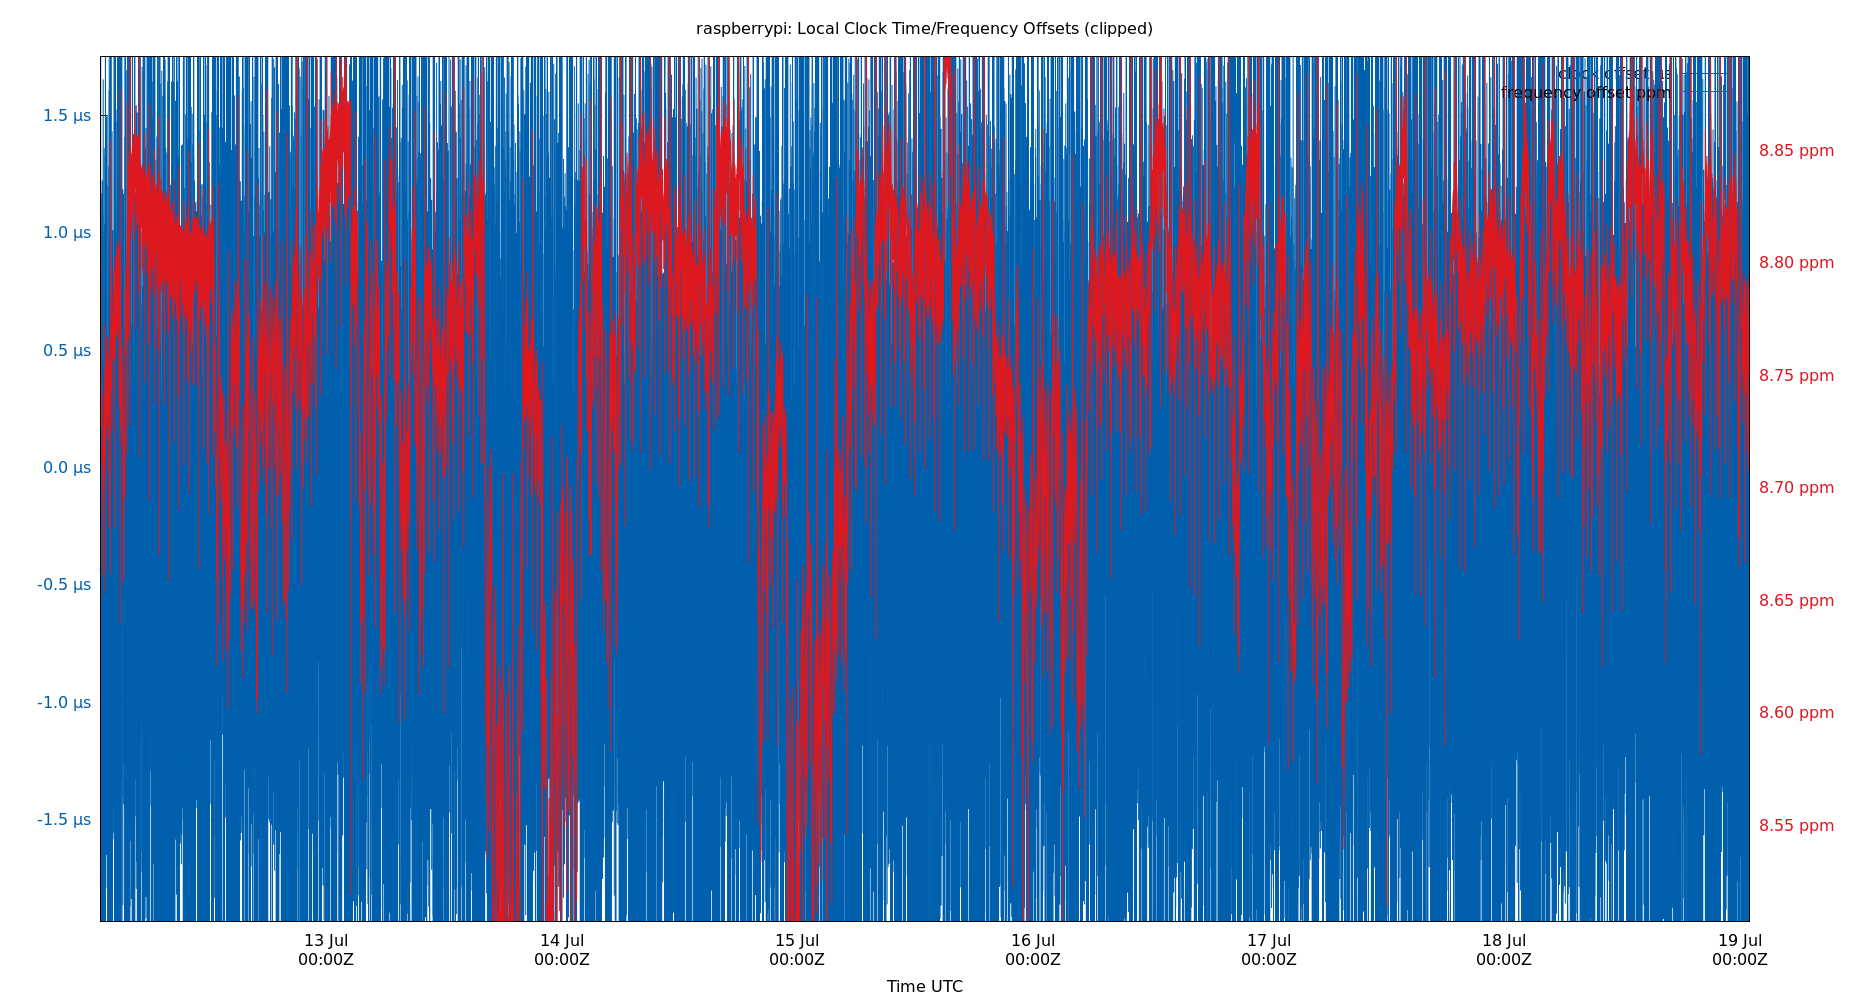 raspberrypi: Local Clock Time/Frequency Offsets (clipped)
clock offset µs
frequency offset ppm
1.5 µs
1.0 µs
0.5 µs
0.0 µs
-0.5 µs
-1.0 µs
-1.5 µs
8.85 ppm
8.80 ppm
8.75 ppm
8.70 ppm
8.65 ppm
8.60 ppm
8.55 ppm
13 Jul
00:00Z
14 Jul
00:00Z
15 Jul
00:00Z
16 Jul
00:00Z
17 Jul
00:00Z
18 Jul
00:00Z
19 Jul
00:00Z
Time UTC